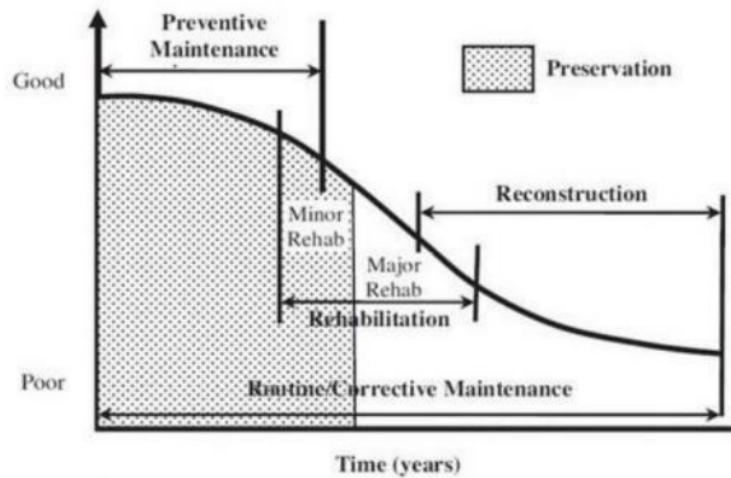 Preventive
Maintenance
Good
Preservation
Reconstruction
Minor
Rehab
Major
Rehab
Rehabilitation
Poor
Routine/Corrective Maintenance
Time (years)